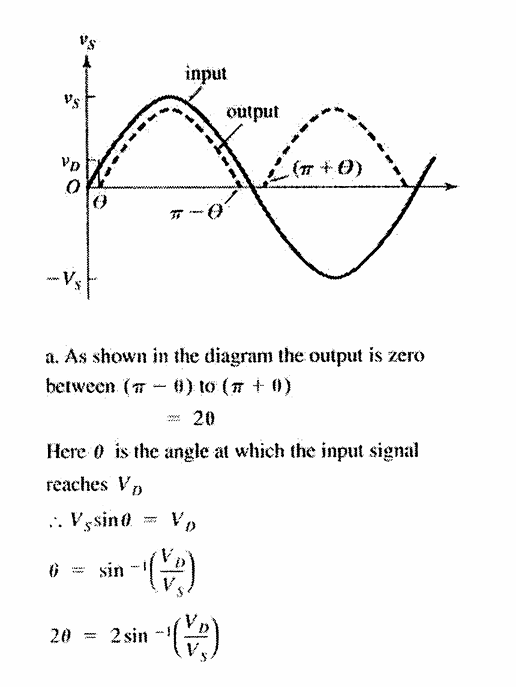 v_S
input
v_S
output
v_D
(π + Θ)
O
Θ
π − Θ
−V_S
a. As shown in the diagram the output is zero
between (π − θ) to (π + θ)
= 2θ
Here θ is the angle at which the input signal
reaches V_D
∴ V_S sinθ = V_D
θ = sin⁻¹(V_D/V_S)
2θ = 2 sin⁻¹(V_D/V_S)